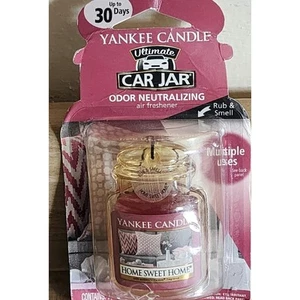 Up to
30 Days
YANKEE CANDLE
Ultimate
CAR JAR
ODOR NEUTRALIZING
air freshener
Rub &
Smell
Multiple
uses
YANKEE CANDLE
HOME SWEET HOME